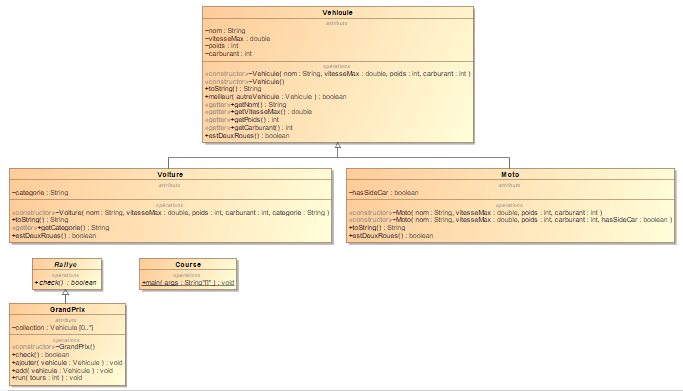 Vehicule
attributs
−nom : String
−vitesseMax : double
−poids : int
−carburant : int
opérations
«constructor»~Vehicule( nom : String, vitesseMax : double, poids : int, carburant : int )
«constructor»~Vehicule()
+toString() : String
+meilleur( autreVehicule : Vehicule ) : boolean
«getter»+getNom() : String
«getter»+getVitesseMax() : double
«getter»+getPoids() : int
«getter»+getCarburant() : int
+estDeuxRoues() : boolean
Voiture
attributs
−categorie : String
opérations
«constructor»~Voiture( nom : String, vitesseMax : double, poids : int, carburant : int, categorie : String )
+toString() : String
«getter»+getCategorie() : String
+estDeuxRoues() : boolean
Moto
attributs
−hasSideCar : boolean
opérations
«constructor»~Moto( nom : String, vitesseMax : double, poids : int, carburant : int )
«constructor»~Moto( nom : String, vitesseMax : double, poids : int, carburant : int, hasSideCar : boolean )
+toString() : String
+estDeuxRoues() : boolean
Rallye
opérations
+check() : boolean
Course
opérations
+main( args : String"[]" ) : void
GrandPrix
attributs
−collection : Vehicule [0..*]
opérations
«constructor»~GrandPrix()
+check() : boolean
+ajouter( vehicule : Vehicule ) : void
+add( vehicule : Vehicule ) : void
+run( tours : int ) : void